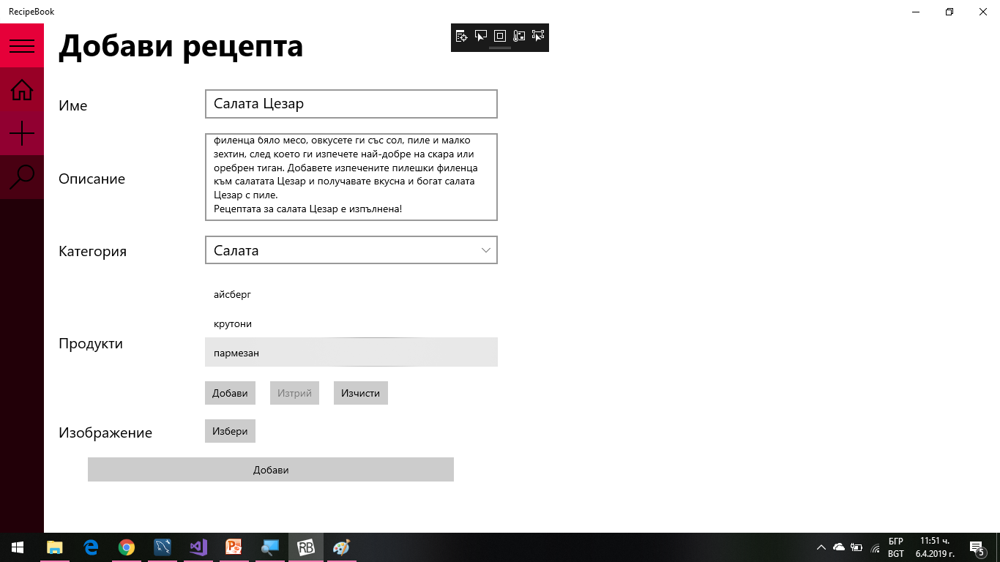 RecipeBook
Добави рецепта
Име
Салата Цезар
Описание
филенца бяло месо, овкусете ги със сол, пиле и малко
зехтин, след което ги изпечете най-добре на скара или
оребрен тиган. Добавете изпечените пилешки филенца
към салатата Цезар и получавате вкусна и богат салата
Цезар с пиле.
Рецептата за салата Цезар е изпълнена!
Категория
Салата
Продукти
айсберг
крутони
пармезан
Добави Изтрий Изчисти
Изображение
Избери
Добави
RB
БГР
BGT
11:51 ч.
6.4.2019 г.
5